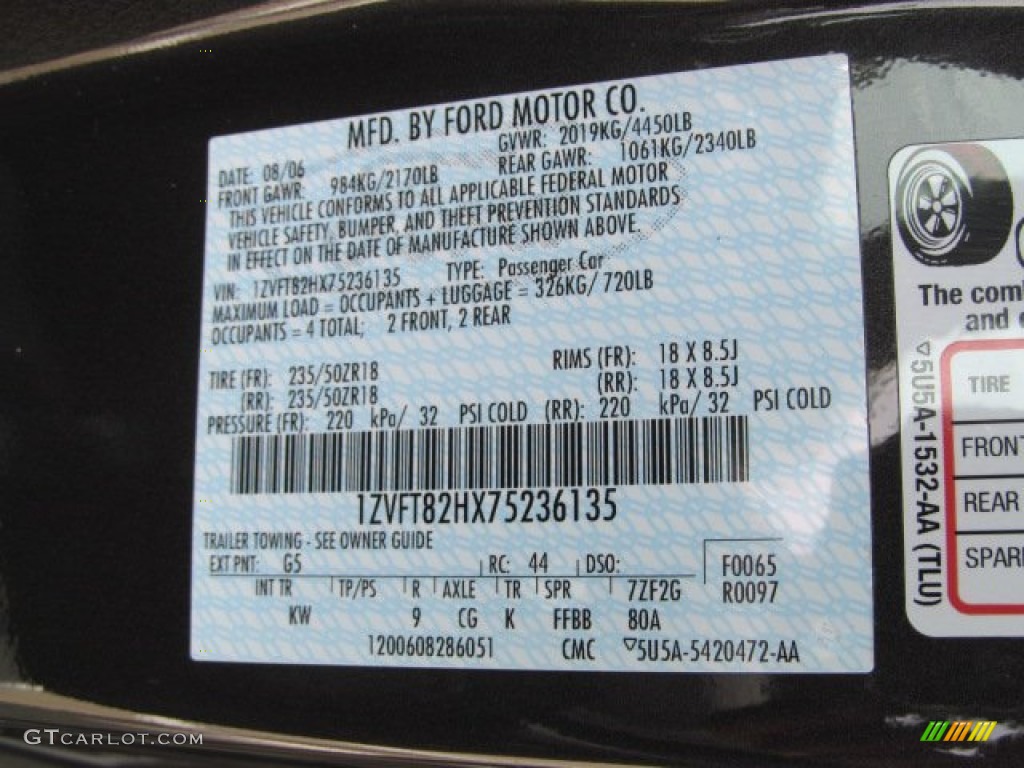 MFD. BY FORD MOTOR CO.
DATE: 08/06 GVWR: 2019KG/4450LB
FRONT GAWR: 984KG/2170LB REAR GAWR: 1061KG/2340LB
THIS VEHICLE CONFORMS TO ALL APPLICABLE FEDERAL MOTOR
VEHICLE SAFETY, BUMPER, AND THEFT PREVENTION STANDARDS
IN EFFECT ON THE DATE OF MANUFACTURE SHOWN ABOVE.
VIN: 1ZVFT82HX75236135 TYPE: Passenger Car
MAXIMUM LOAD = OCCUPANTS + LUGGAGE = 326KG/ 720LB
OCCUPANTS = 4 TOTAL; 2 FRONT, 2 REAR
TIRE (FR): 235/50ZR18 RIMS (FR): 18 X 8.5J
(RR): 235/50ZR18 (RR): 18 X 8.5J
PRESSURE (FR): 220 kPa/ 32 PSI COLD (RR): 220 kPa/ 32 PSI COLD
1ZVFT82HX75236135
TRAILER TOWING - SEE OWNER GUIDE
EXT PNT: G5 RC: 44 DSO: F0065
INT TR TP/PS R AXLE TR SPR 7ZF2G R0097
KW 9 CG K FFBB 80A
1200608286051 CMC ▽5U5A-5420472-AA
The com
and
▽5U5A-1532-AA (TLU)
TIRE
FRONT
REAR
SPAR
GTCARLOT.COM